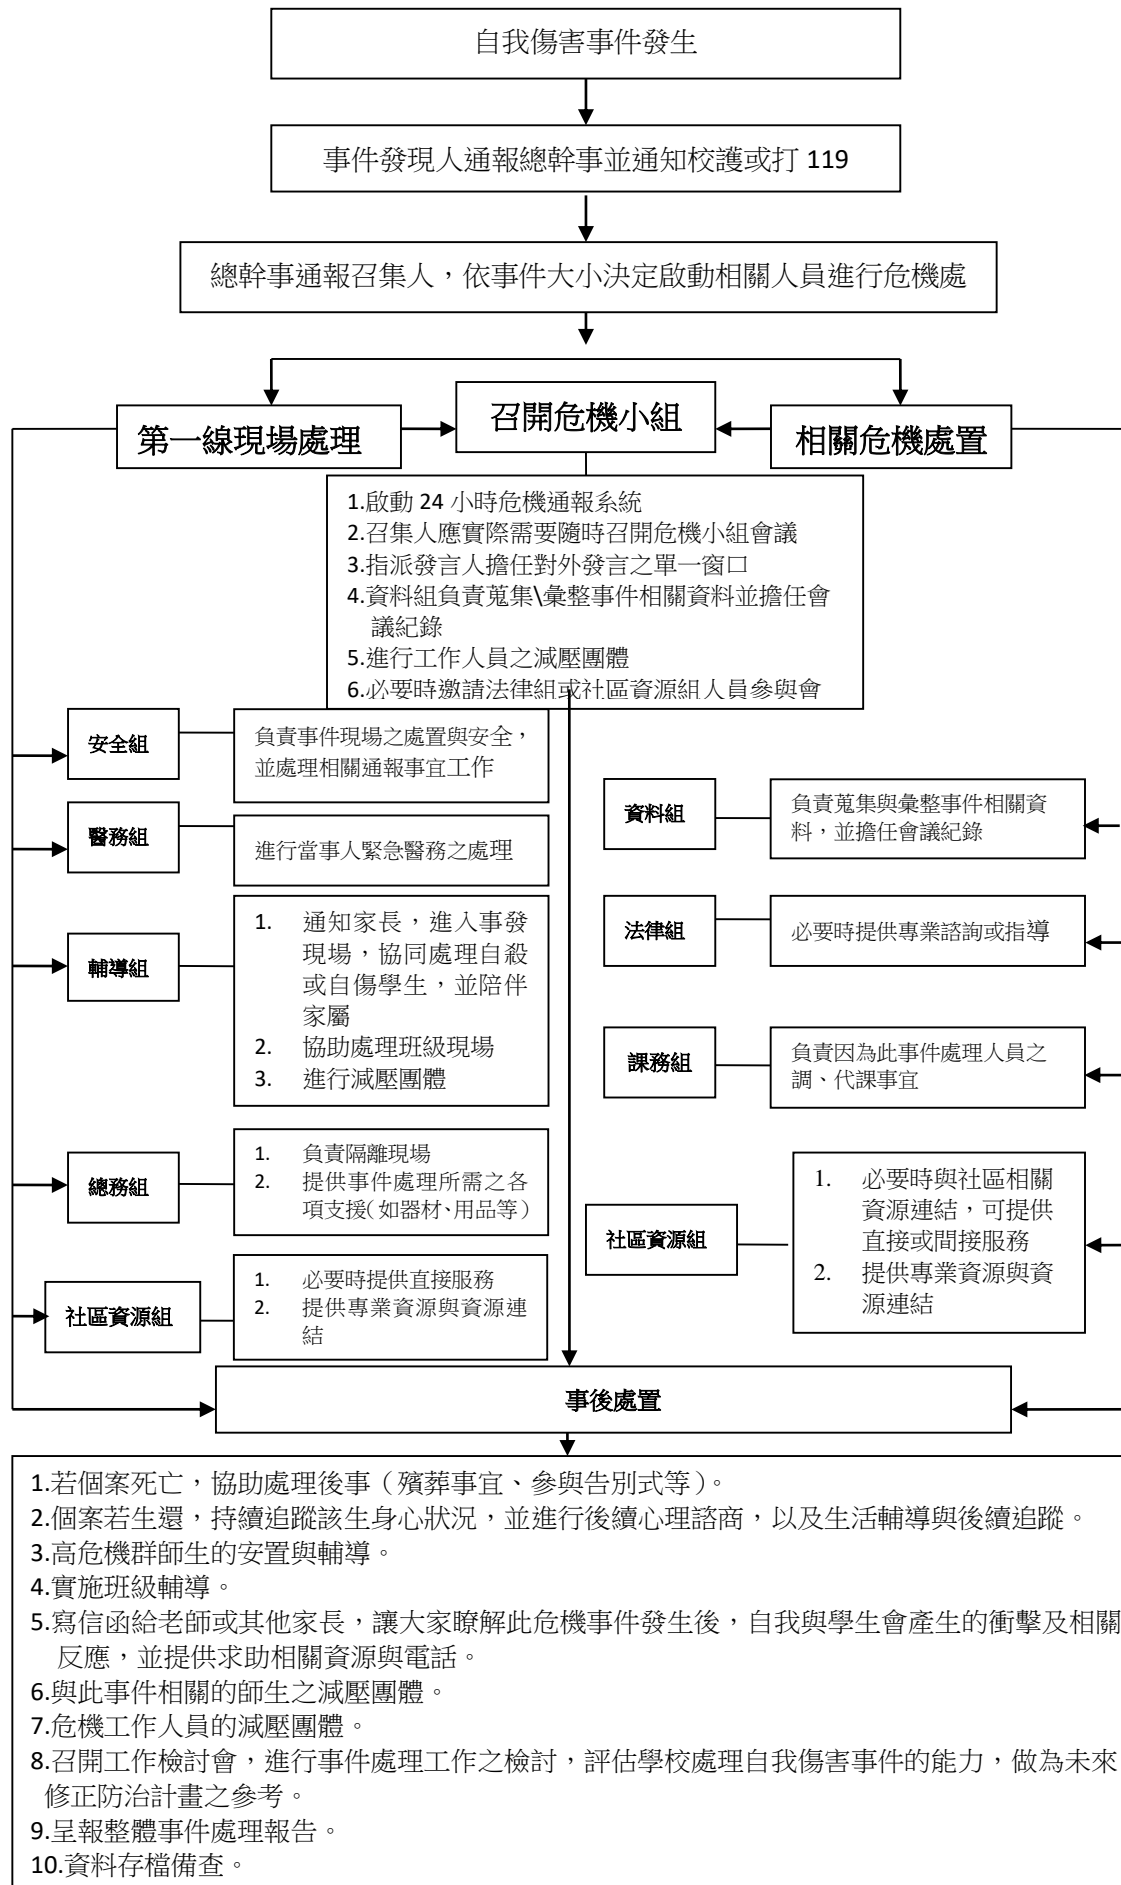 自我傷害事件發生
事件發現人通報總幹事並通知校護或打 119
總幹事通報召集人，依事件大小決定啟動相關人員進行危機處
第一線現場處理
召開危機小組
相關危機處置
1.啟動 24 小時危機通報系統
2.召集人應實際需要隨時召開危機小組會議
3.指派發言人擔任對外發言之單一窗口
4.資料組負責蒐集\彙整事件相關資料並擔任會
議紀錄
5.進行工作人員之減壓團體
6.必要時邀請法律組或社區資源組人員參與會
安全組
負責事件現場之處置與安全，
並處理相關通報事宜工作
醫務組
進行當事人緊急醫務之處理
輔導組
1. 通知家長，進入事發
現場，協同處理自殺
或自傷學生，並陪伴
家屬
2. 協助處理班級現場
3. 進行減壓團體
總務組
1. 負責隔離現場
2. 提供事件處理所需之各
項支援（如器材、用品等）
社區資源組
1. 必要時提供直接服務
2. 提供專業資源與資源連
結
資料組
負責蒐集與彙整事件相關資
料，並擔任會議紀錄
法律組
必要時提供專業諮詢或指導
課務組
負責因為此事件處理人員之
調、代課事宜
社區資源組
1. 必要時與社區相關
資源連結，可提供
直接或間接服務
2. 提供專業資源與資
源連結
事後處置
1.若個案死亡，協助處理後事（殯葬事宜、參與告別式等）。
2.個案若生還，持續追蹤該生身心狀況，並進行後續心理諮商，以及生活輔導與後續追蹤。
3.高危機群師生的安置與輔導。
4.實施班級輔導。
5.寫信函給老師或其他家長，讓大家瞭解此危機事件發生後，自我與學生會產生的衝擊及相關
反應，並提供求助相關資源與電話。
6.與此事件相關的師生之減壓團體。
7.危機工作人員的減壓團體。
8.召開工作檢討會，進行事件處理工作之檢討，評估學校處理自我傷害事件的能力，做為未來
修正防治計畫之參考。
9.呈報整體事件處理報告。
10.資料存檔備查。